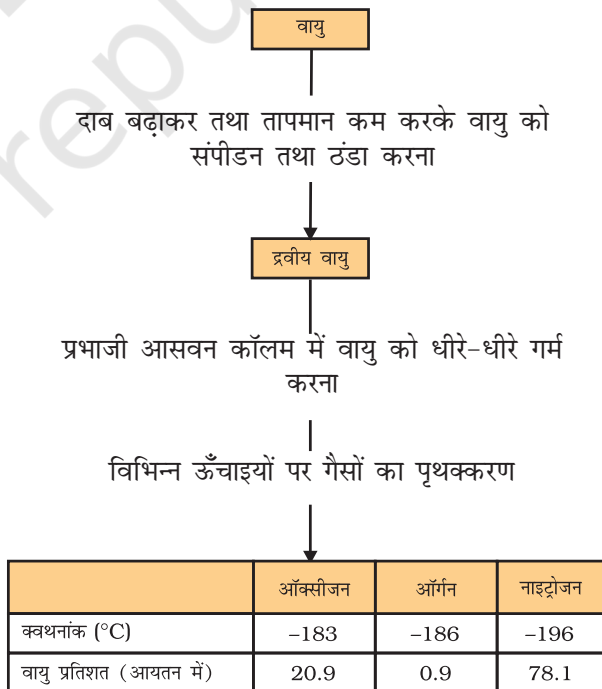 वायु
दाब बढ़ाकर तथा तापमान कम करके वायु को
संपीडन तथा ठंडा करना
द्रवीय वायु
प्रभाजी आसवन कॉलम में वायु को धीरे-धीरे गर्म
करना
विभिन्न ऊँचाइयों पर गैसों का पृथक्करण
ऑक्सीजन ऑर्गन नाइट्रोजन
क्वथनांक (°C) –183 –186 –196
वायु प्रतिशत (आयतन में) 20.9 0.9 78.1
repu